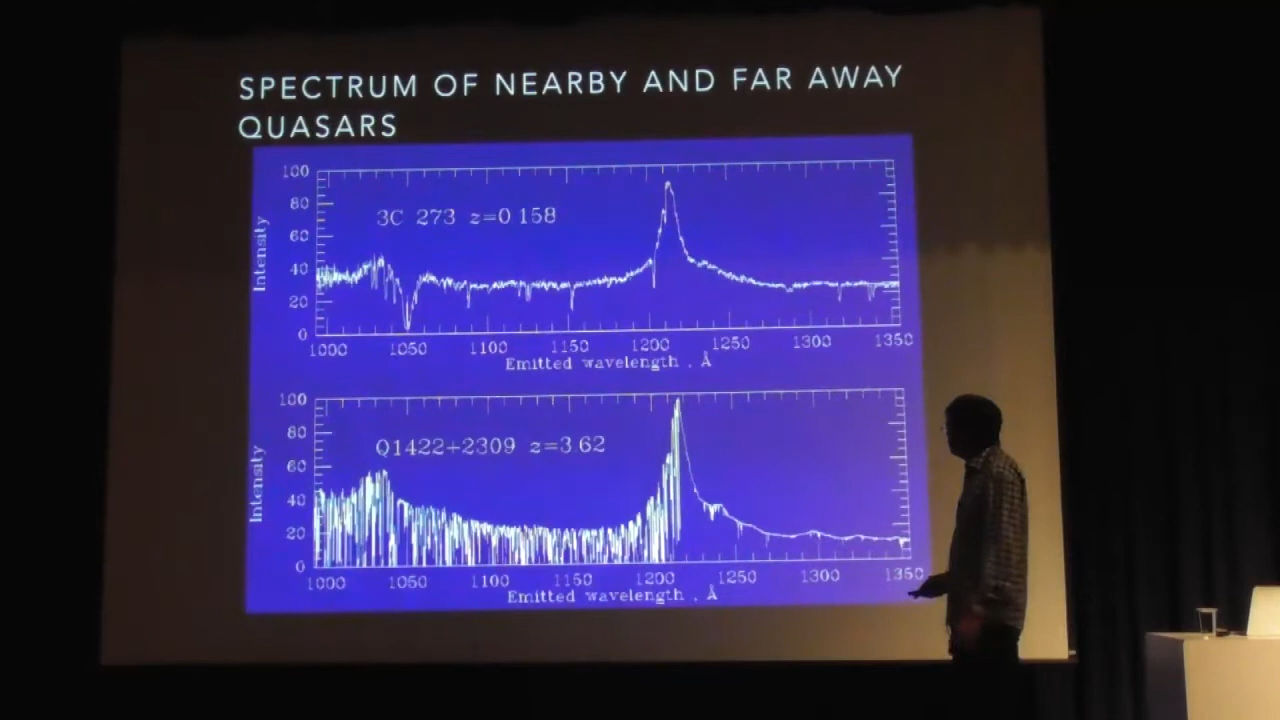 SPECTRUM OF NEARBY AND FAR AWAY
QUASARS
100
80
60
40
20
0
Intensity
3C 273 z=0.158
1000 1050 1100 1150 1200 1250 1300 1350
Emitted wavelength , Å
100
80
60
40
20
0
Intensity
Q1422+2309 z=3.62
1000 1050 1100 1150 1200 1250 1300 1350
Emitted wavelength , Å